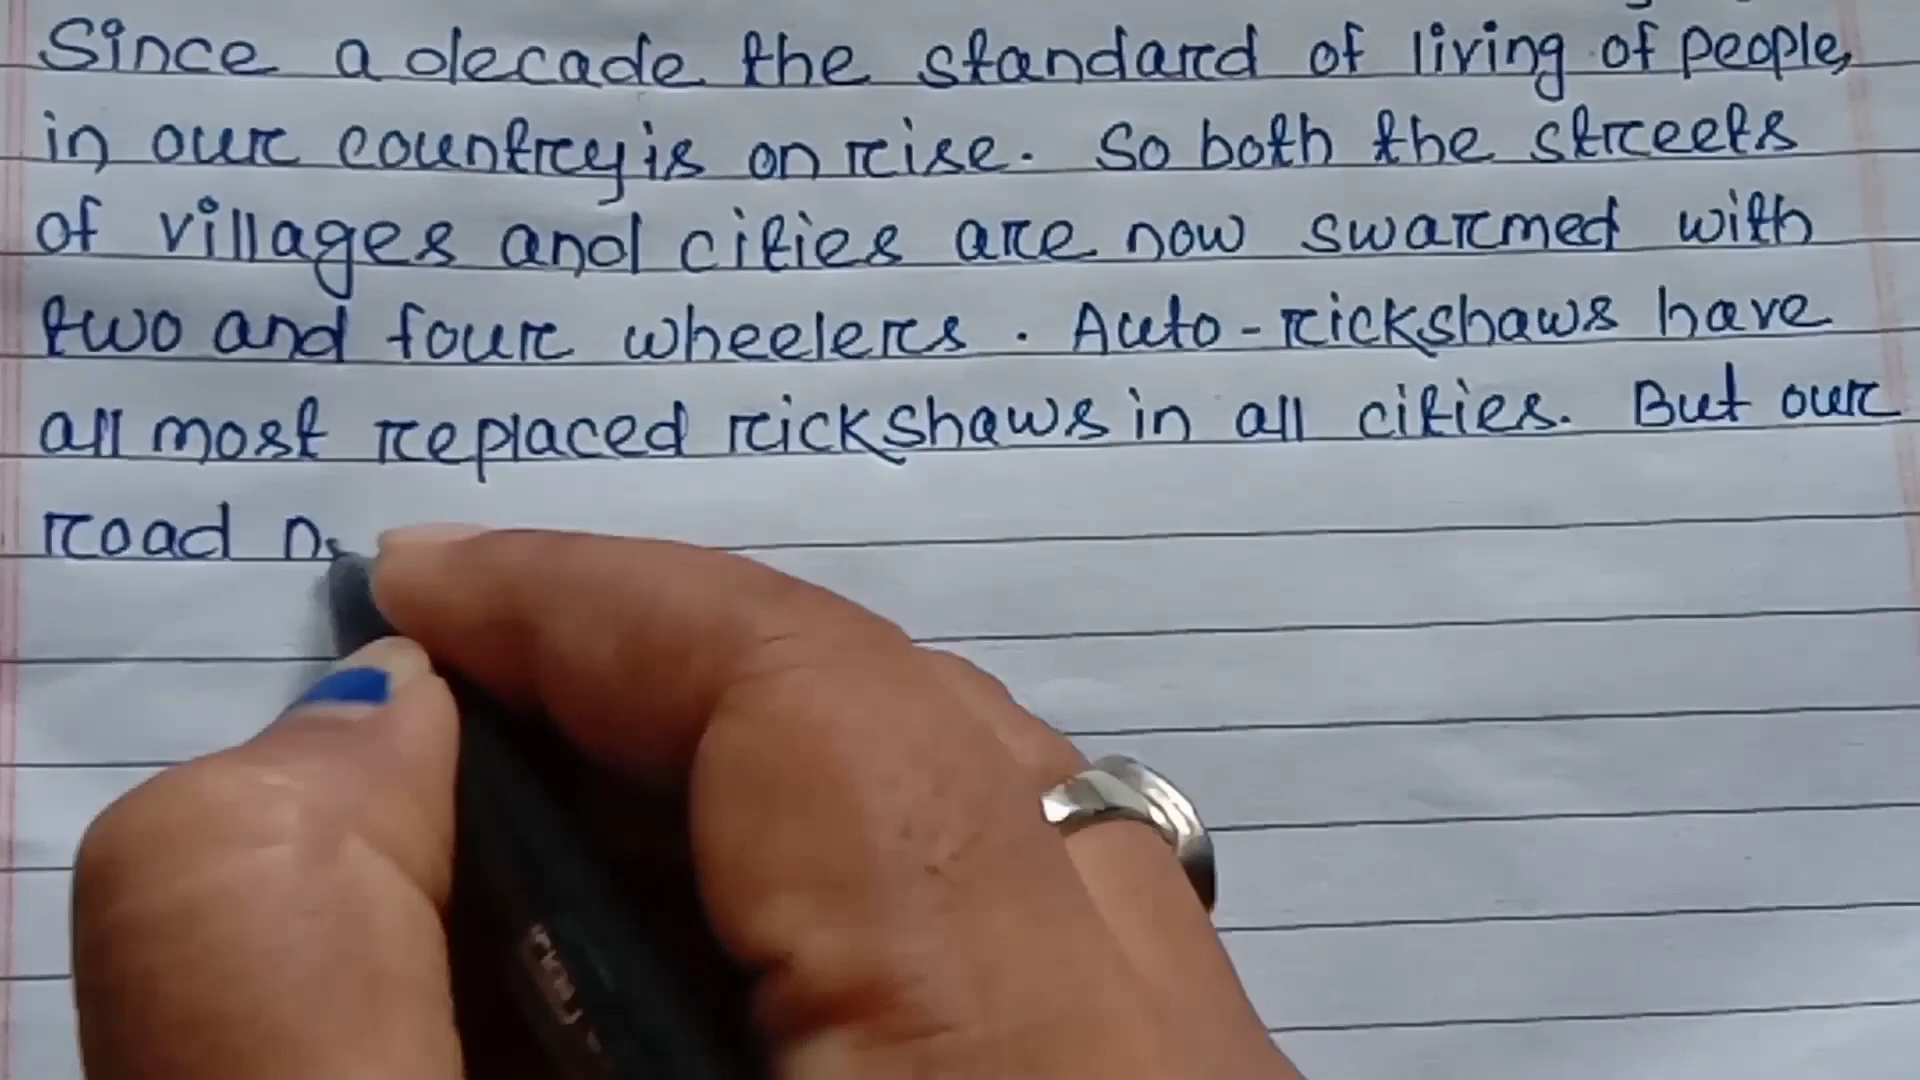 Since a decade the standard of living of people,
in our country is on rise. So both the streets
of villages and cities are now swarmed with
two and four wheelers. Auto-rickshaws have
all most replaced rickshaws in all cities. But our
road